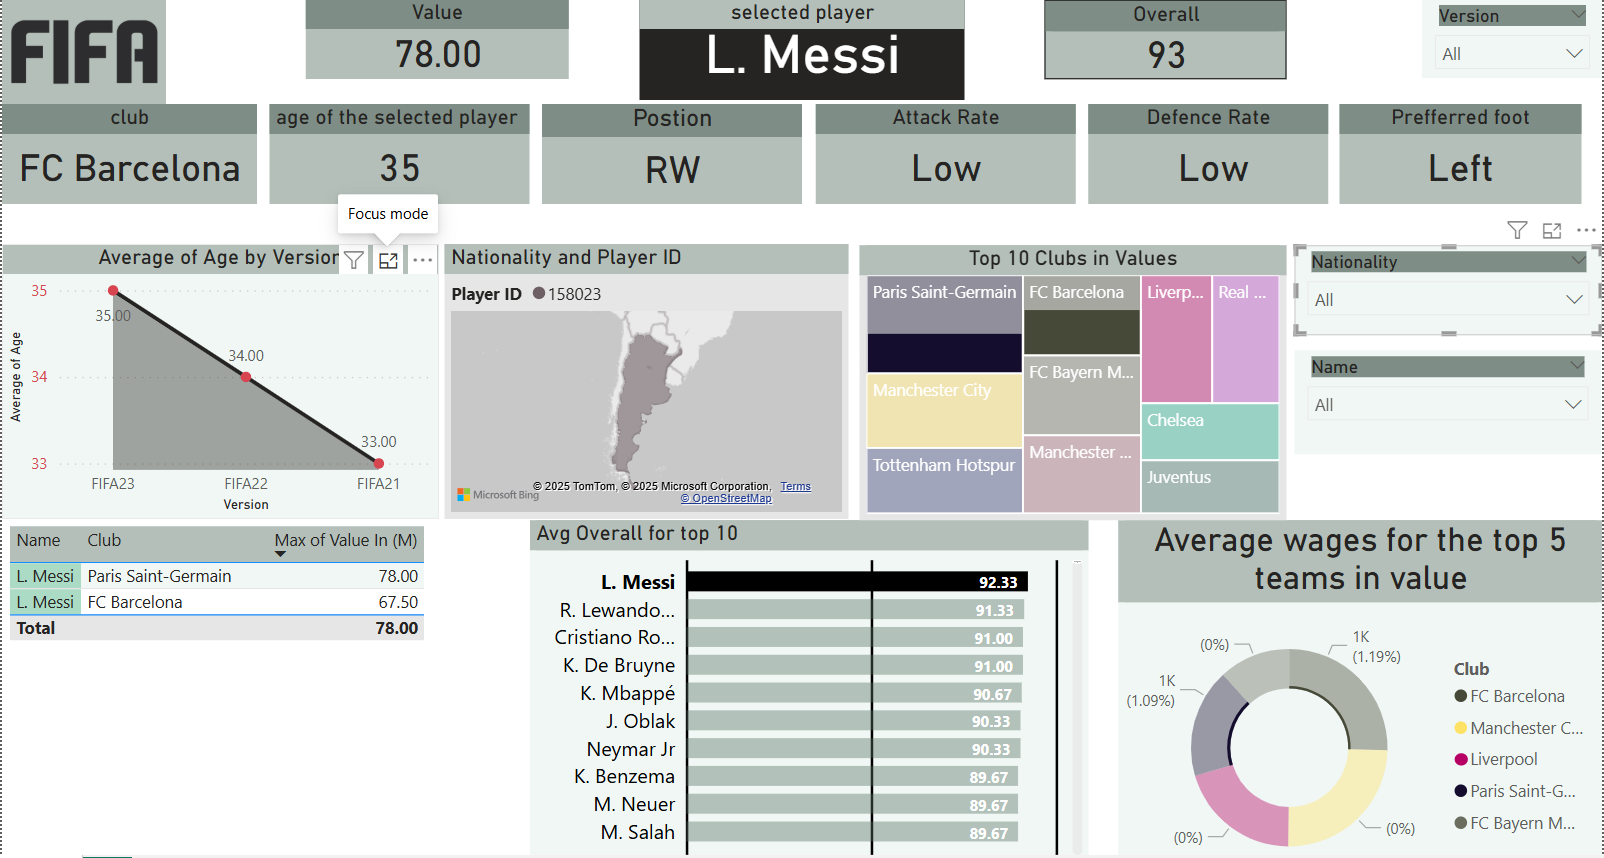 FIFA
Value
78.00
selected player
L. Messi
Overall
93
Version
All
club
FC Barcelona
age of the selected player
35
Postion
RW
Attack Rate
Low
Defence Rate
Low
Prefferred foot
Left
Focus mode
Average of Age by Version
35
34
33
Average of Age
35.00
34.00
33.00
FIFA23
FIFA22
FIFA21
Version
Nationality and Player ID
Player ID
158023
Microsoft Bing
© 2025 TomTom, © 2025 Microsoft Corporation, Terms
© OpenStreetMap
Top 10 Clubs in Values
Paris Saint-Germain
Manchester City
Tottenham Hotspur
FC Barcelona
FC Bayern M...
Manchester ...
Liverp...
Real ...
Chelsea
Juventus
Nationality
All
Name
All
Name Club Max of Value In (M)
L. Messi Paris Saint-Germain 78.00
L. Messi FC Barcelona 67.50
Total 78.00
Avg Overall for top 10
L. Messi 92.33
R. Lewando... 91.33
Cristiano Ro... 91.00
K. De Bruyne 91.00
K. Mbappé 90.67
J. Oblak 90.33
Neymar Jr 90.33
K. Benzema 89.67
M. Neuer 89.67
M. Salah 89.67
Average wages for the top 5
teams in value
(0%)
1K
(1.19%)
1K
(1.09%)
(0%)
(0%)
Club
FC Barcelona
Manchester C...
Liverpool
Paris Saint-G...
FC Bayern M...